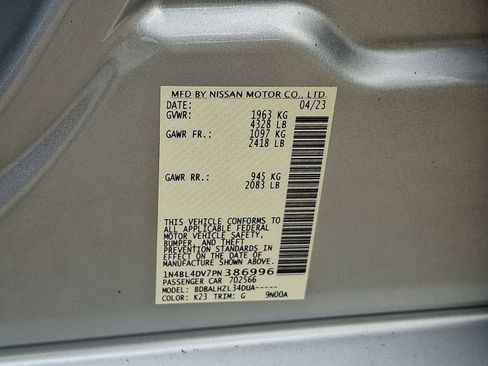 MFD BY NISSAN MOTOR CO., LTD.
DATE: 04/23
GVWR: 1963 KG
4328 LB
GAWR FR.: 1097 KG
2418 LB
GAWR RR.: 945 KG
2083 LB
THIS VEHICLE CONFORMS TO
ALL APPLICABLE FEDERAL
MOTOR VEHICLE SAFETY,
BUMPER, AND THEFT
PREVENTION STANDARDS IN
EFFECT ON THE DATE OF
MANUFACTURE SHOWN ABOVE.
1N4BL4DV7PN386996
PASSENGER CAR 702566
MODEL: BDBALHZL34DUA-----
COLOR: K23 TRIM: G 9N00A